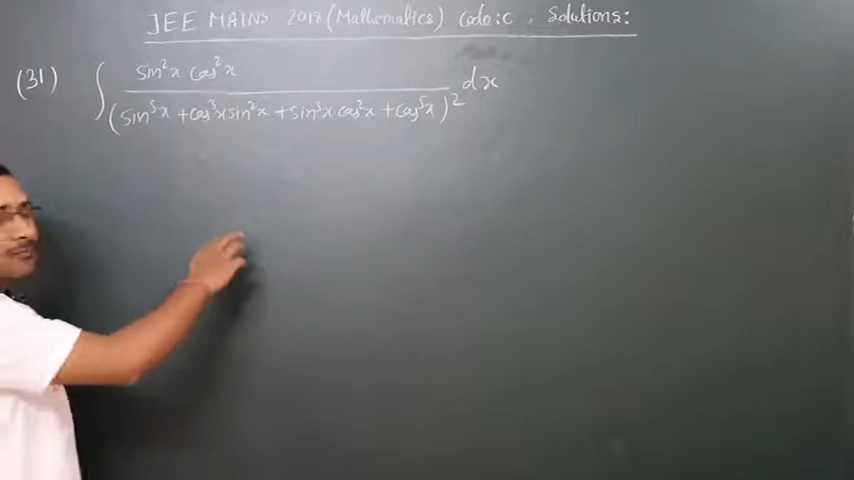 JEE MAINS 2018 (Mathematics) Code:C . Solutions:
(31) ∫ sin²x cos²x / (sin⁵x + cos³x sin²x + sin³x cos²x + cos⁵x)² dx